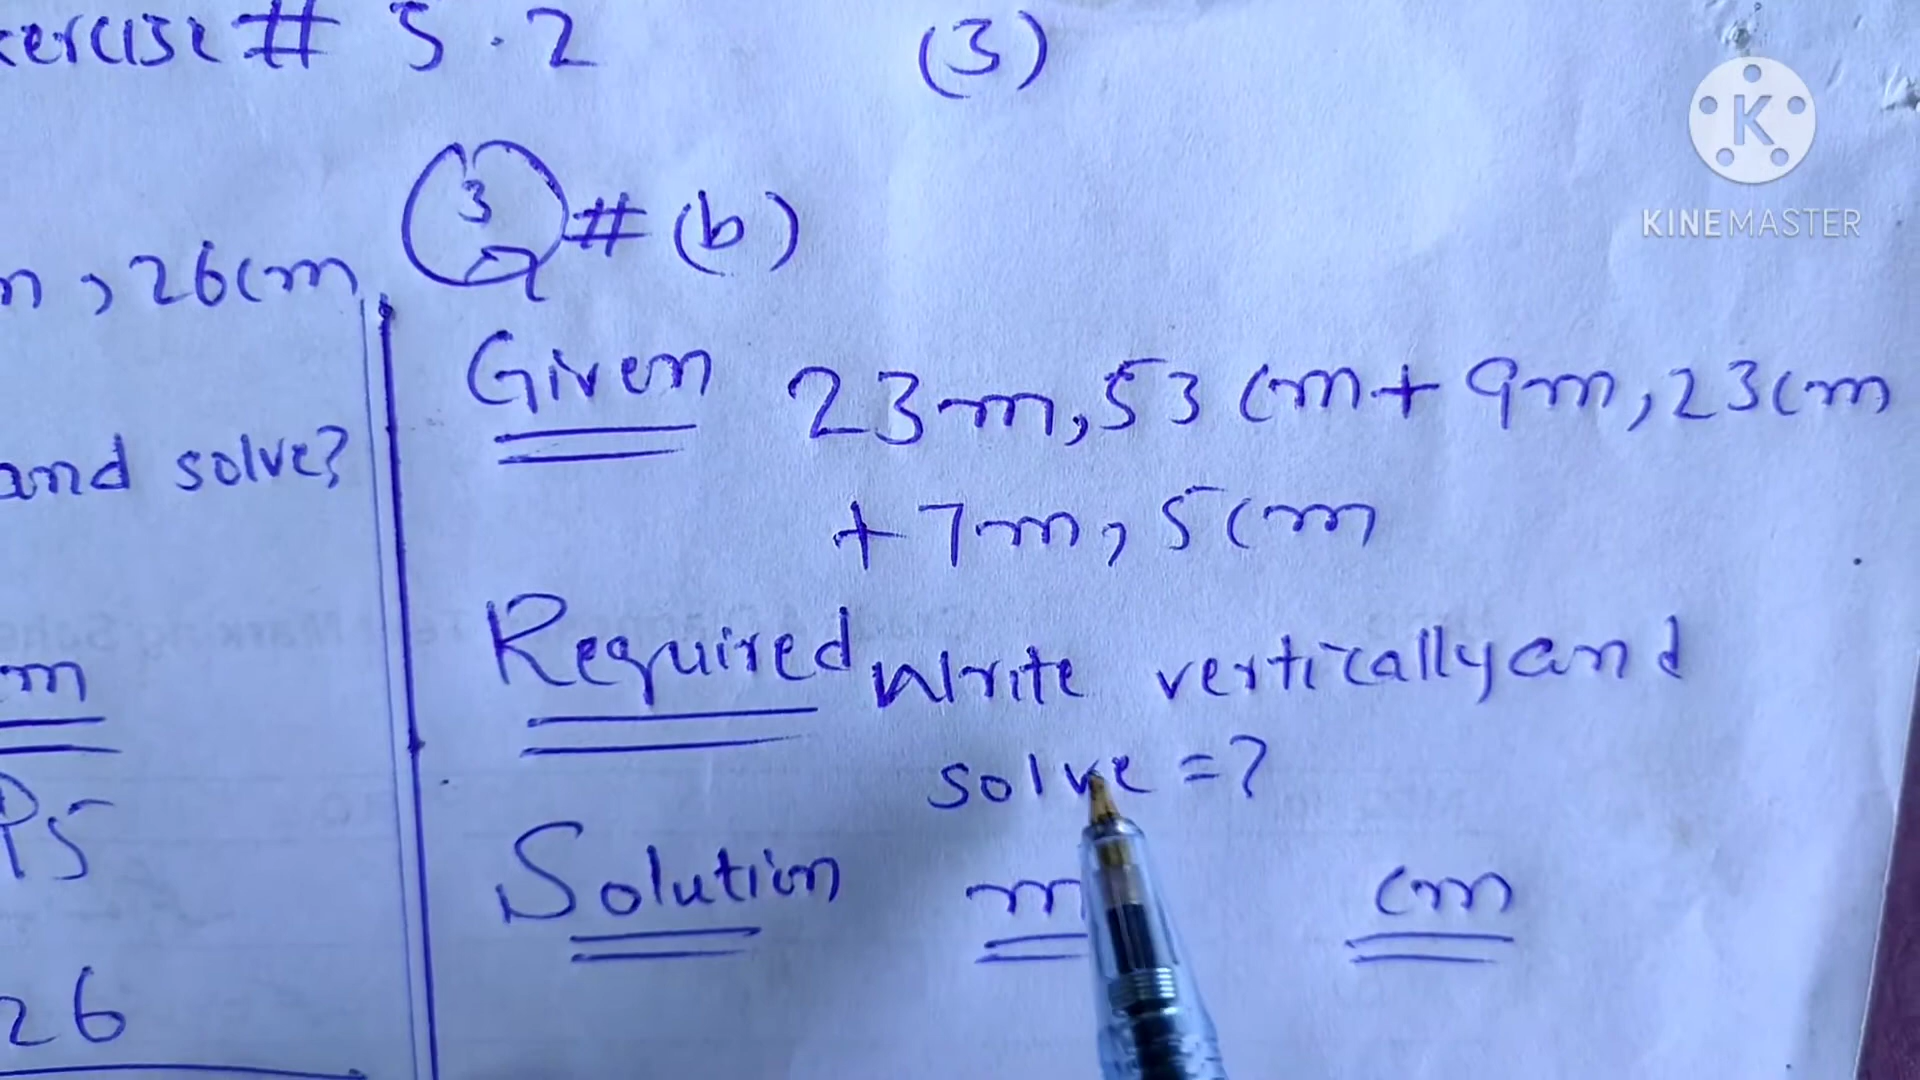 exercise # 5.2 (3)
3 Q # (b)
, 26cm
Given 23m, 53cm + 9m, 23cm
and solve?
+ 7m, 5cm
Required Write vertically and
m
solve = ?
Solution m cm
26
K
KINEMASTER